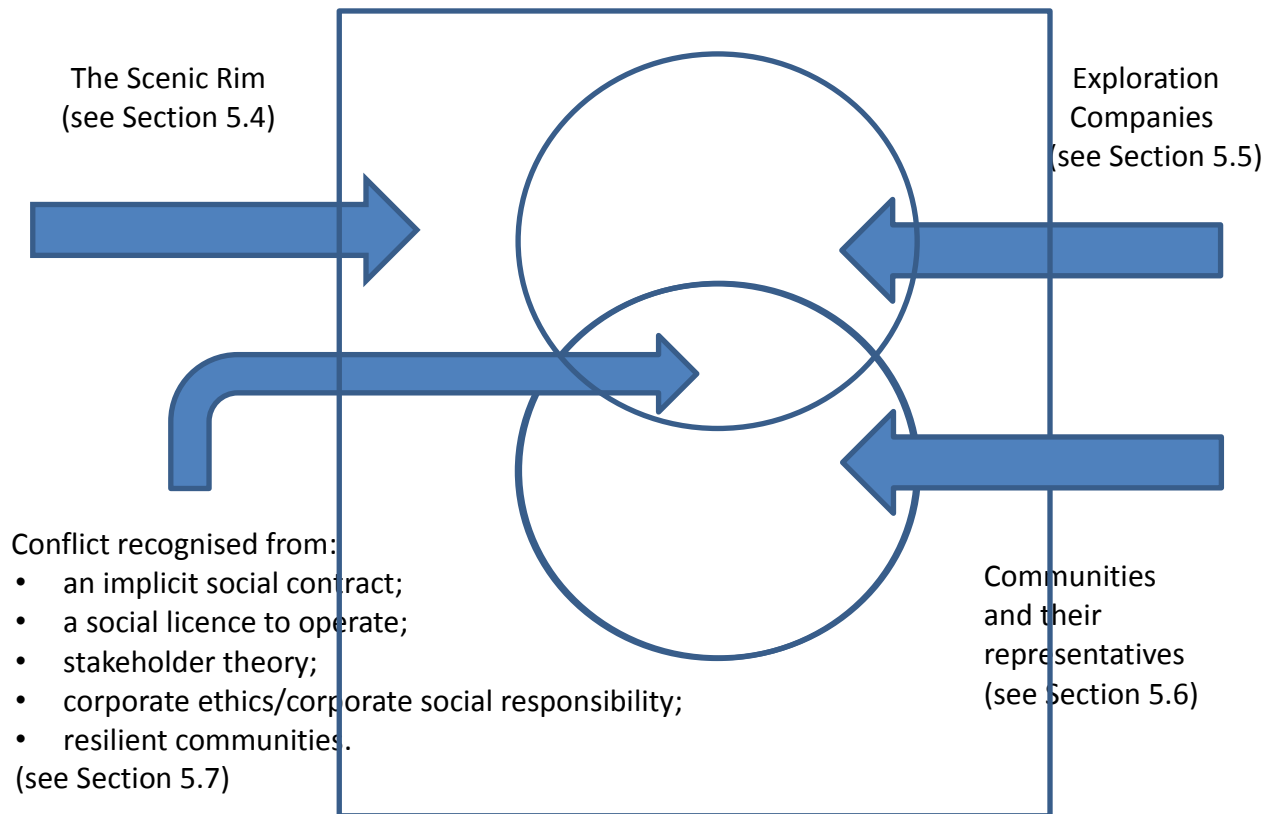 The Scenic Rim
(see Section 5.4)
Exploration
Companies
(see Section 5.5)
Conflict recognised from:
• an implicit social contract;
• a social licence to operate;
• stakeholder theory;
• corporate ethics/corporate social responsibility;
• resilient communities.
(see Section 5.7)
Communities
and their
representatives
(see Section 5.6)